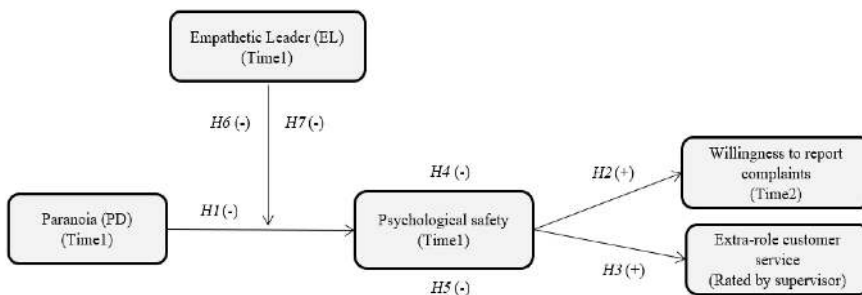 Empathetic Leader (EL)
(Time1)
H6 (-)
H7 (-)
H4 (-)
H2 (+)
Willingness to report
complaints
(Time2)
Paranoia (PD)
(Time1)
H1 (-)
Psychological safety
(Time1)
H5 (-)
H3 (+)
Extra-role customer
service
(Rated by supervisor)